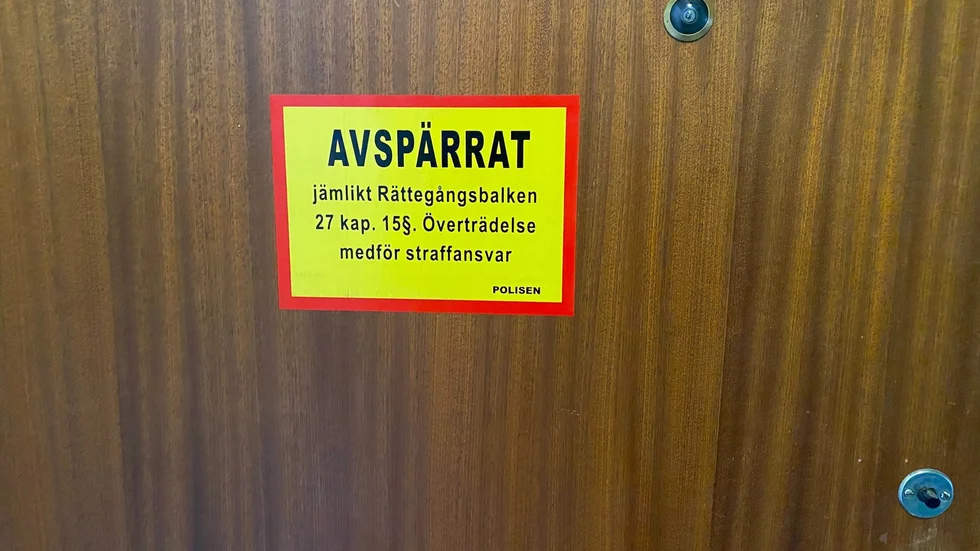 AVSPÄRRAT
jämlikt Rättegångsbalken
27 kap. 15§. Överträdelse
medför straffansvar
POLISEN